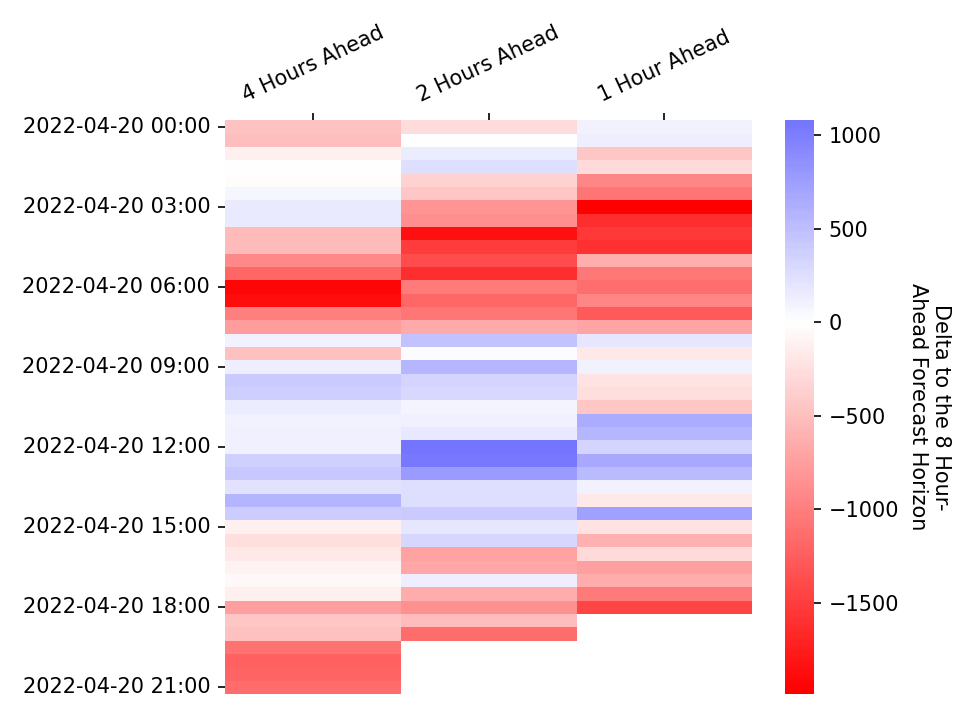 4 Hours Ahead
2 Hours Ahead
1 Hour Ahead
2022-04-20 00:00
2022-04-20 03:00
2022-04-20 06:00
2022-04-20 09:00
2022-04-20 12:00
2022-04-20 15:00
2022-04-20 18:00
2022-04-20 21:00
1000
500
0
−500
−1000
−1500
Delta to the 8 Hour-
Ahead Forecast Horizon